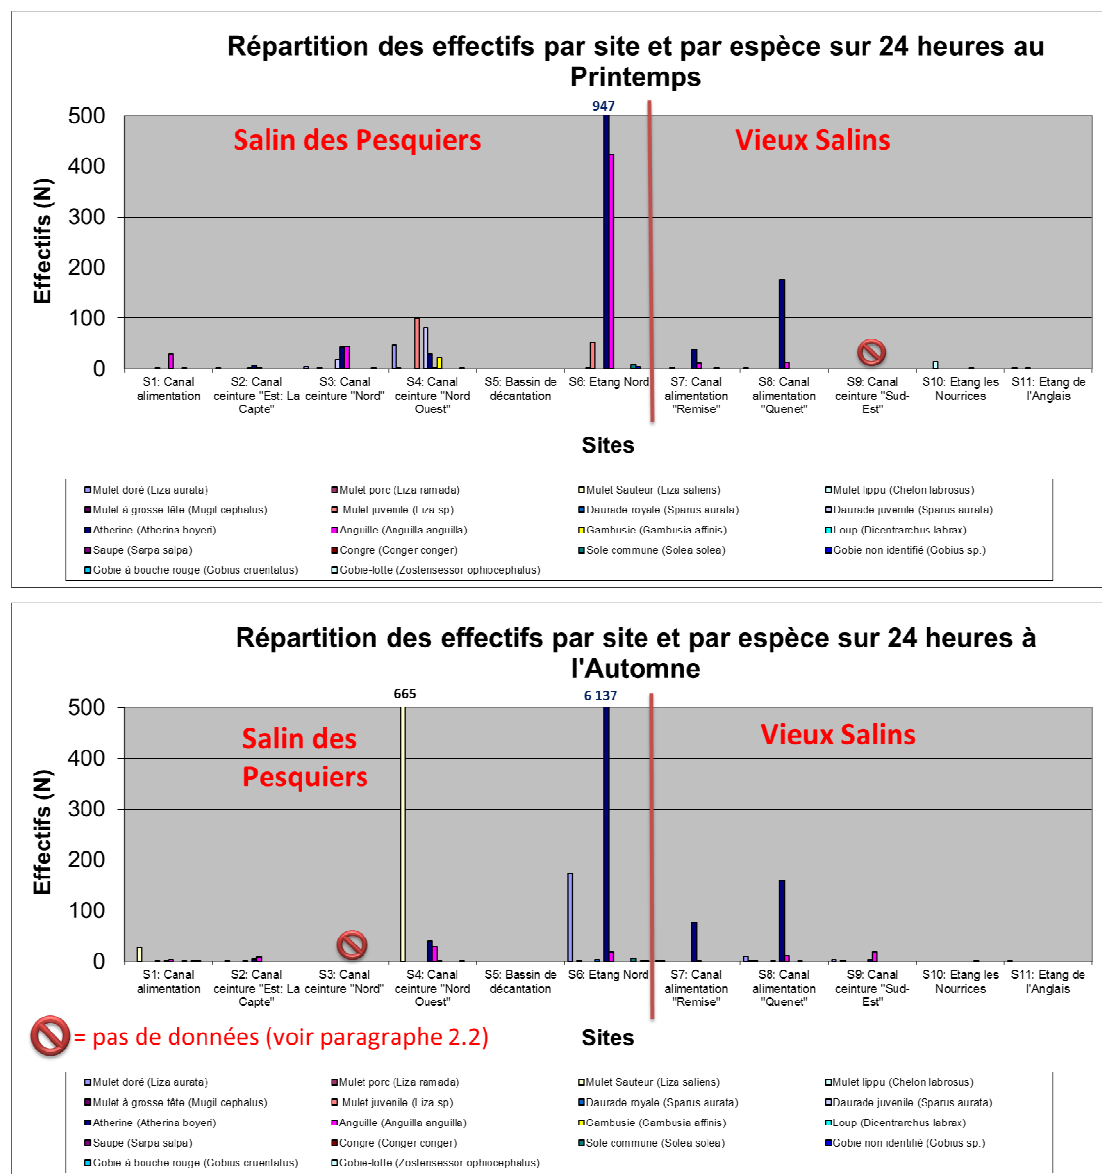 Répartition des effectifs par site et par espèce sur 24 heures au
Printemps
947
Salin des Pesquiers
Vieux Salins
Effectifs (N)
500
400
300
200
100
0
S1: Canal alimentation
S2: Canal ceinture "Est: La Capte"
S3: Canal ceinture "Nord"
S4: Canal ceinture "Nord Ouest"
S5: Bassin de décantation
S6: Etang Nord
S7: Canal alimentation "Remise"
S8: Canal alimentation "Quenet"
S9: Canal ceinture "Sud-Est"
S10: Etang les Nourrices
S11: Etang de l'Anglais
Sites
Mulet doré (Liza aurata)
Mulet porc (Liza ramada)
Mulet Sauteur (Liza saliens)
Mulet lippu (Chelon labrosus)
Mulet à grosse tête (Mugil cephalus)
Mulet juvenile (Liza sp)
Daurade royale (Sparus aurata)
Daurade juvenile (Sparus aurata)
Atherine (Atherina boyeri)
Anguille (Anguilla anguilla)
Gambusie (Gambusia affinis)
Loup (Dicentrarchus labrax)
Saupe (Sarpa salpa)
Congre (Conger conger)
Sole commune (Solea solea)
Gobie non identifié (Gobius sp.)
Gobie à bouche rouge (Gobius cruentatus)
Gobie-lotte (Zostensessor ophiocephalus)
Répartition des effectifs par site et par espèce sur 24 heures à
l'Automne
665
6 137
Salin des
Pesquiers
Vieux Salins
Effectifs (N)
500
400
300
200
100
0
S1: Canal alimentation
S2: Canal ceinture "Est: La Capte"
S3: Canal ceinture "Nord"
S4: Canal ceinture "Nord Ouest"
S5: Bassin de décantation
S6: Etang Nord
S7: Canal alimentation "Remise"
S8: Canal alimentation "Quenet"
S9: Canal ceinture "Sud-Est"
S10: Etang les Nourrices
S11: Etang de l'Anglais
= pas de données (voir paragraphe 2.2)
Sites
Mulet doré (Liza aurata)
Mulet porc (Liza ramada)
Mulet Sauteur (Liza saliens)
Mulet lippu (Chelon labrosus)
Mulet à grosse tête (Mugil cephalus)
Mulet juvenile (Liza sp)
Daurade royale (Sparus aurata)
Daurade juvenile (Sparus aurata)
Atherine (Atherina boyeri)
Anguille (Anguilla anguilla)
Gambusie (Gambusia affinis)
Loup (Dicentrarchus labrax)
Saupe (Sarpa salpa)
Congre (Conger conger)
Sole commune (Solea solea)
Gobie non identifié (Gobius sp.)
Gobie à bouche rouge (Gobius cruentatus)
Gobie-lotte (Zostensessor ophiocephalus)